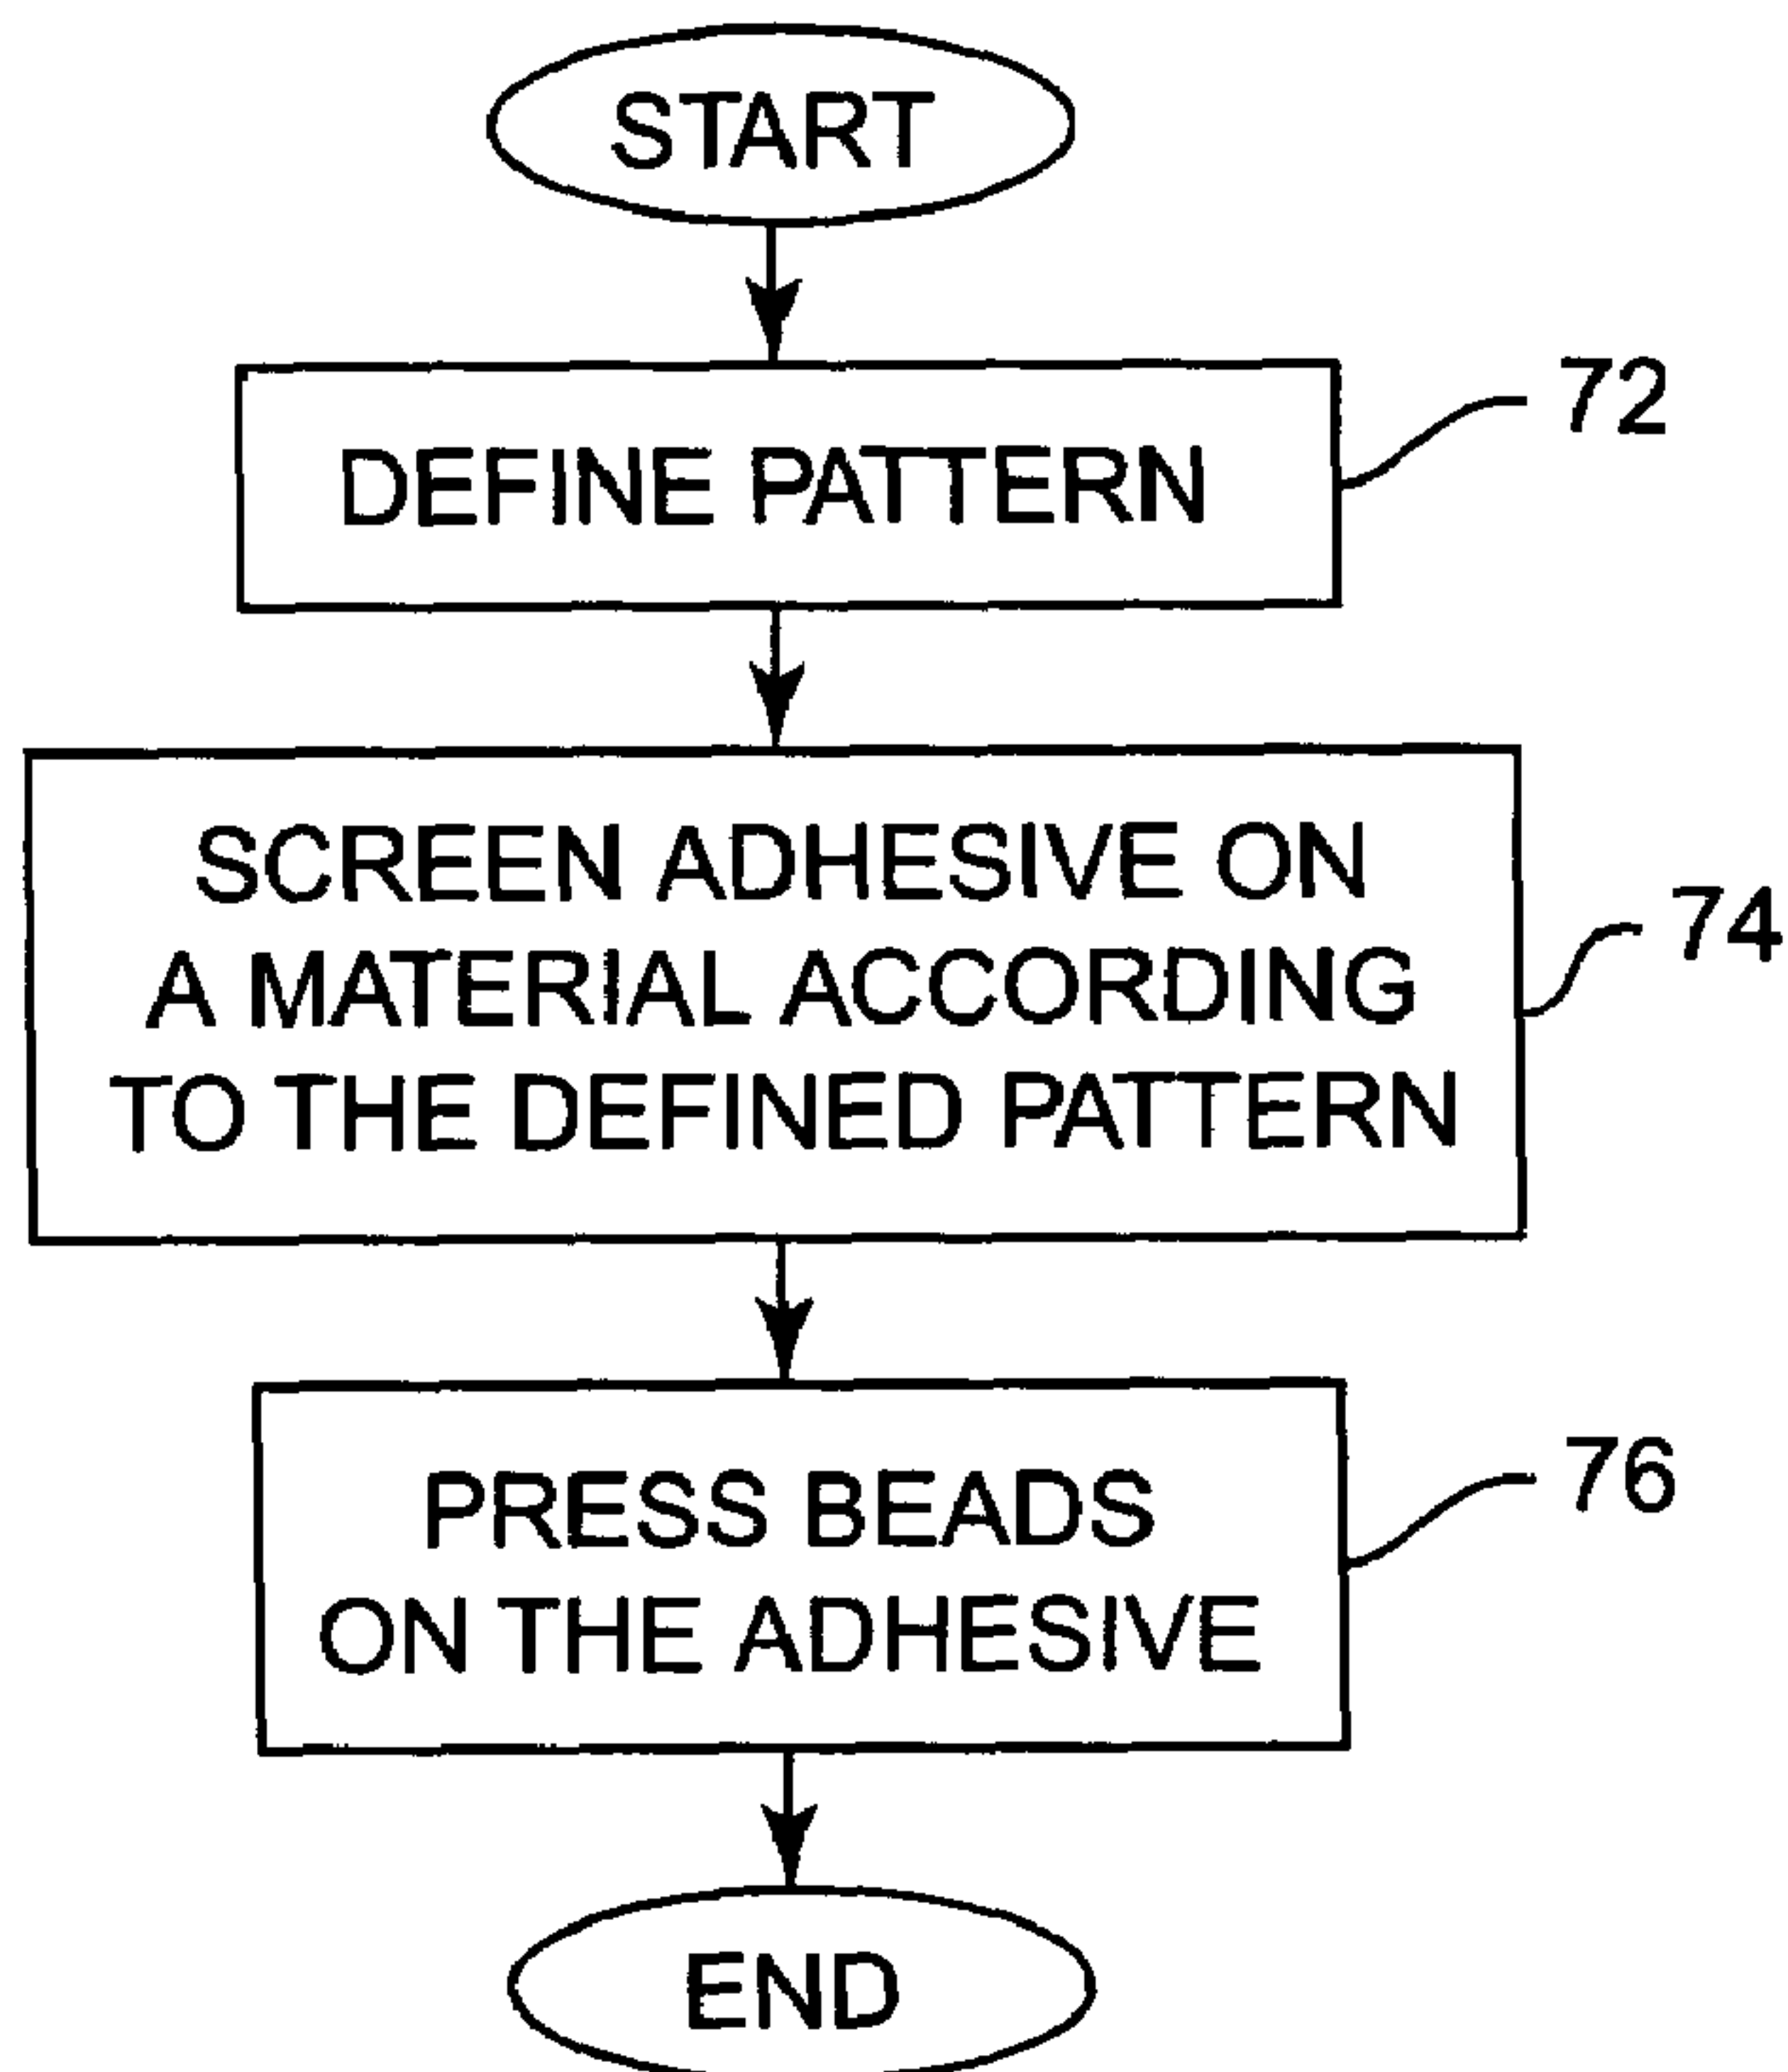 START
DEFINE PATTERN
72
SCREEN ADHESIVE ON
A MATERIAL ACCORDING
TO THE DEFINED PATTERN
74
PRESS BEADS
ON THE ADHESIVE
76
END